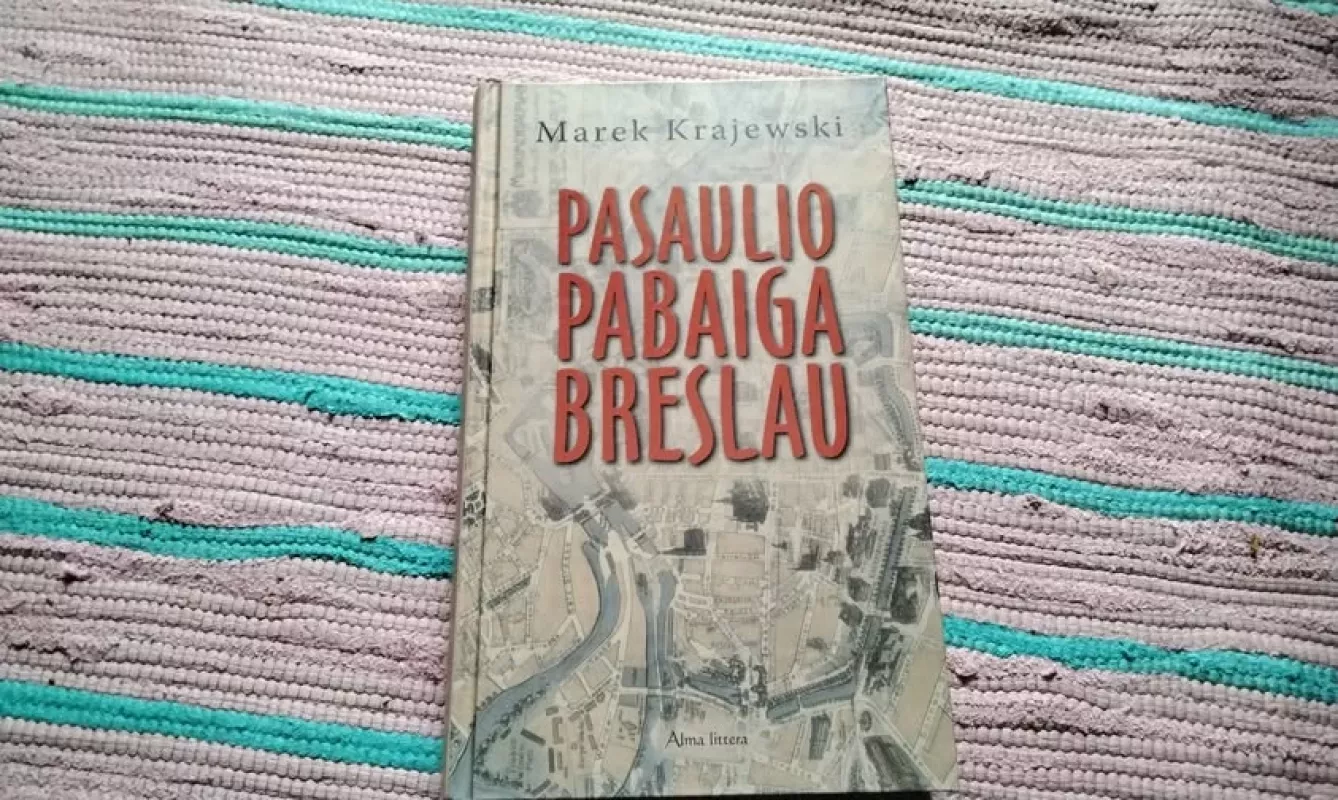 Marek Krajewski
PASAULIO
PABAIGA
BRESLAU
Alma littera